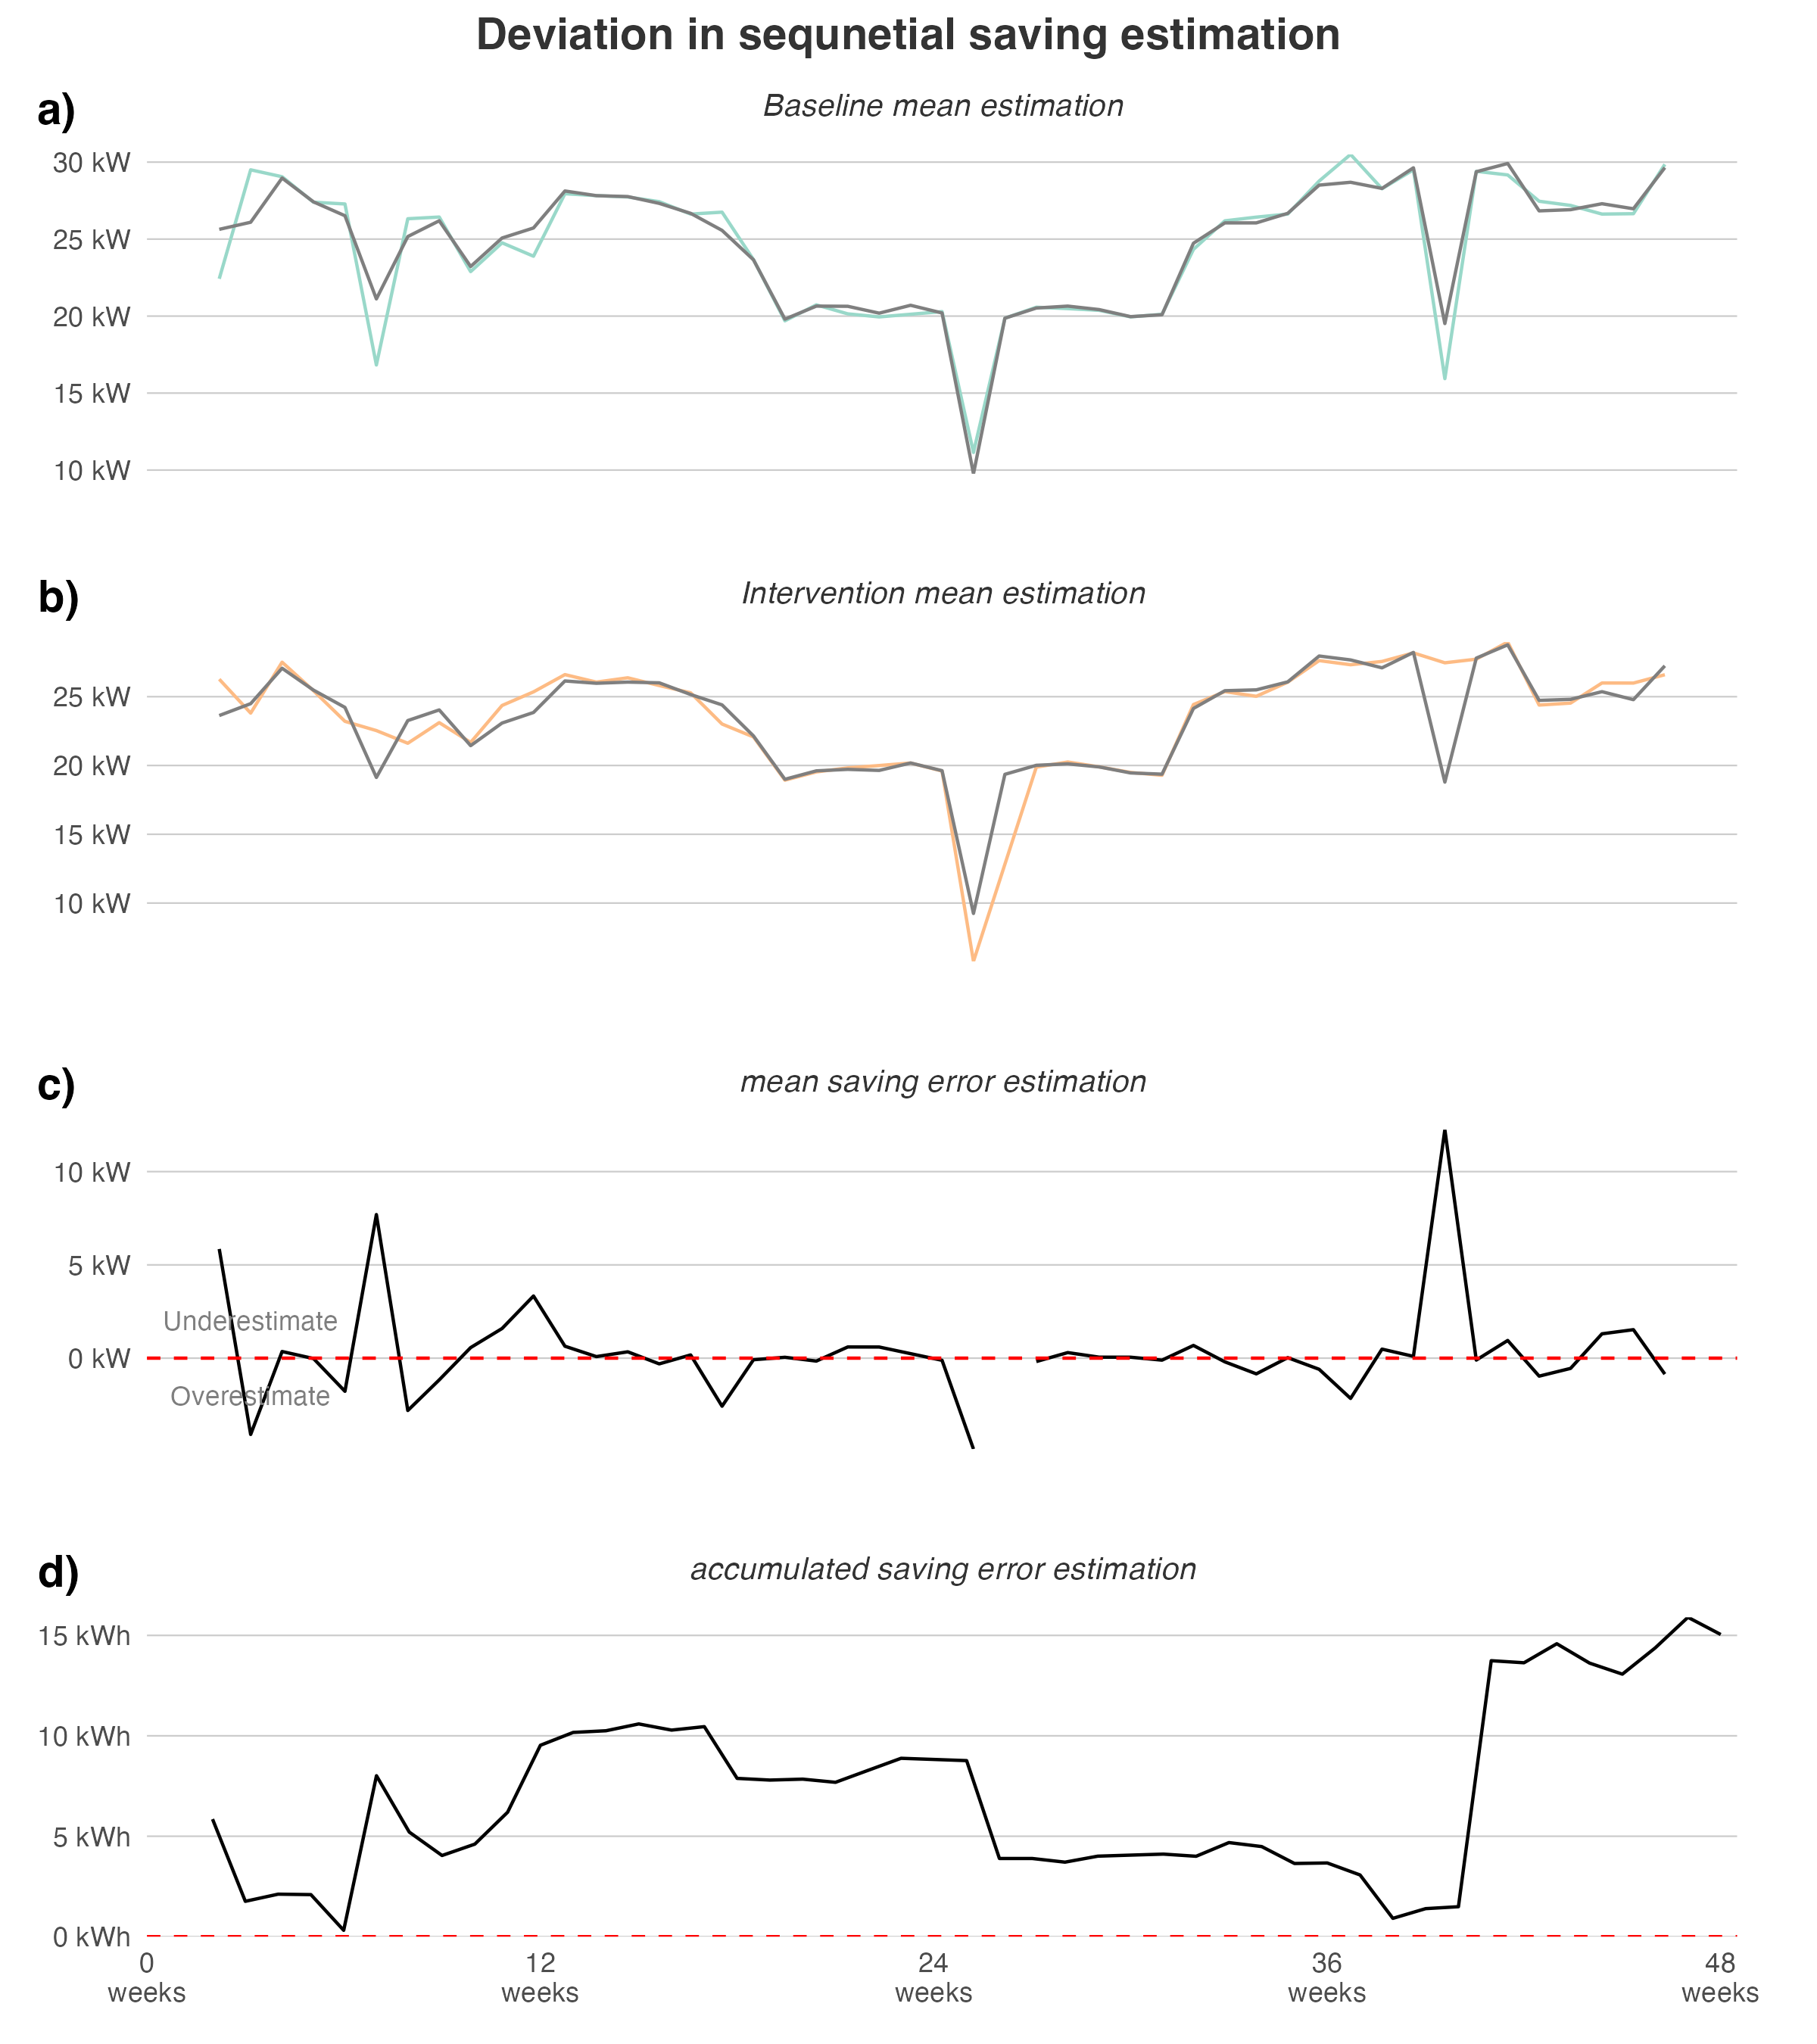 Deviation in sequnetial saving estimation
a)
Baseline mean estimation
30 kW
25 kW
20 kW
15 kW
10 kW
b)
Intervention mean estimation
25 kW
20 kW
15 kW
10 kW
c)
mean saving error estimation
10 kW
5 kW
Underestimate
0 kW
Overestimate
d)
accumulated saving error estimation
15 kWh
10 kWh
5 kWh
0 kWh
0 12 24 36 48
weeks weeks weeks weeks weeks